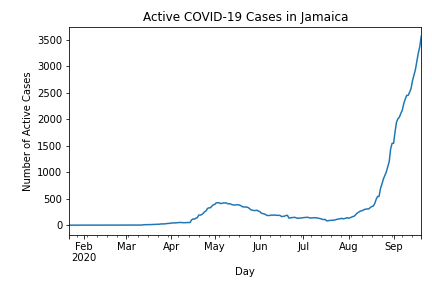 Active COVID-19 Cases in Jamaica
3500
3000
2500
2000
1500
1000
500
0
Number of Active Cases
Feb Mar Apr May Jun Jul Aug Sep
2020
Day